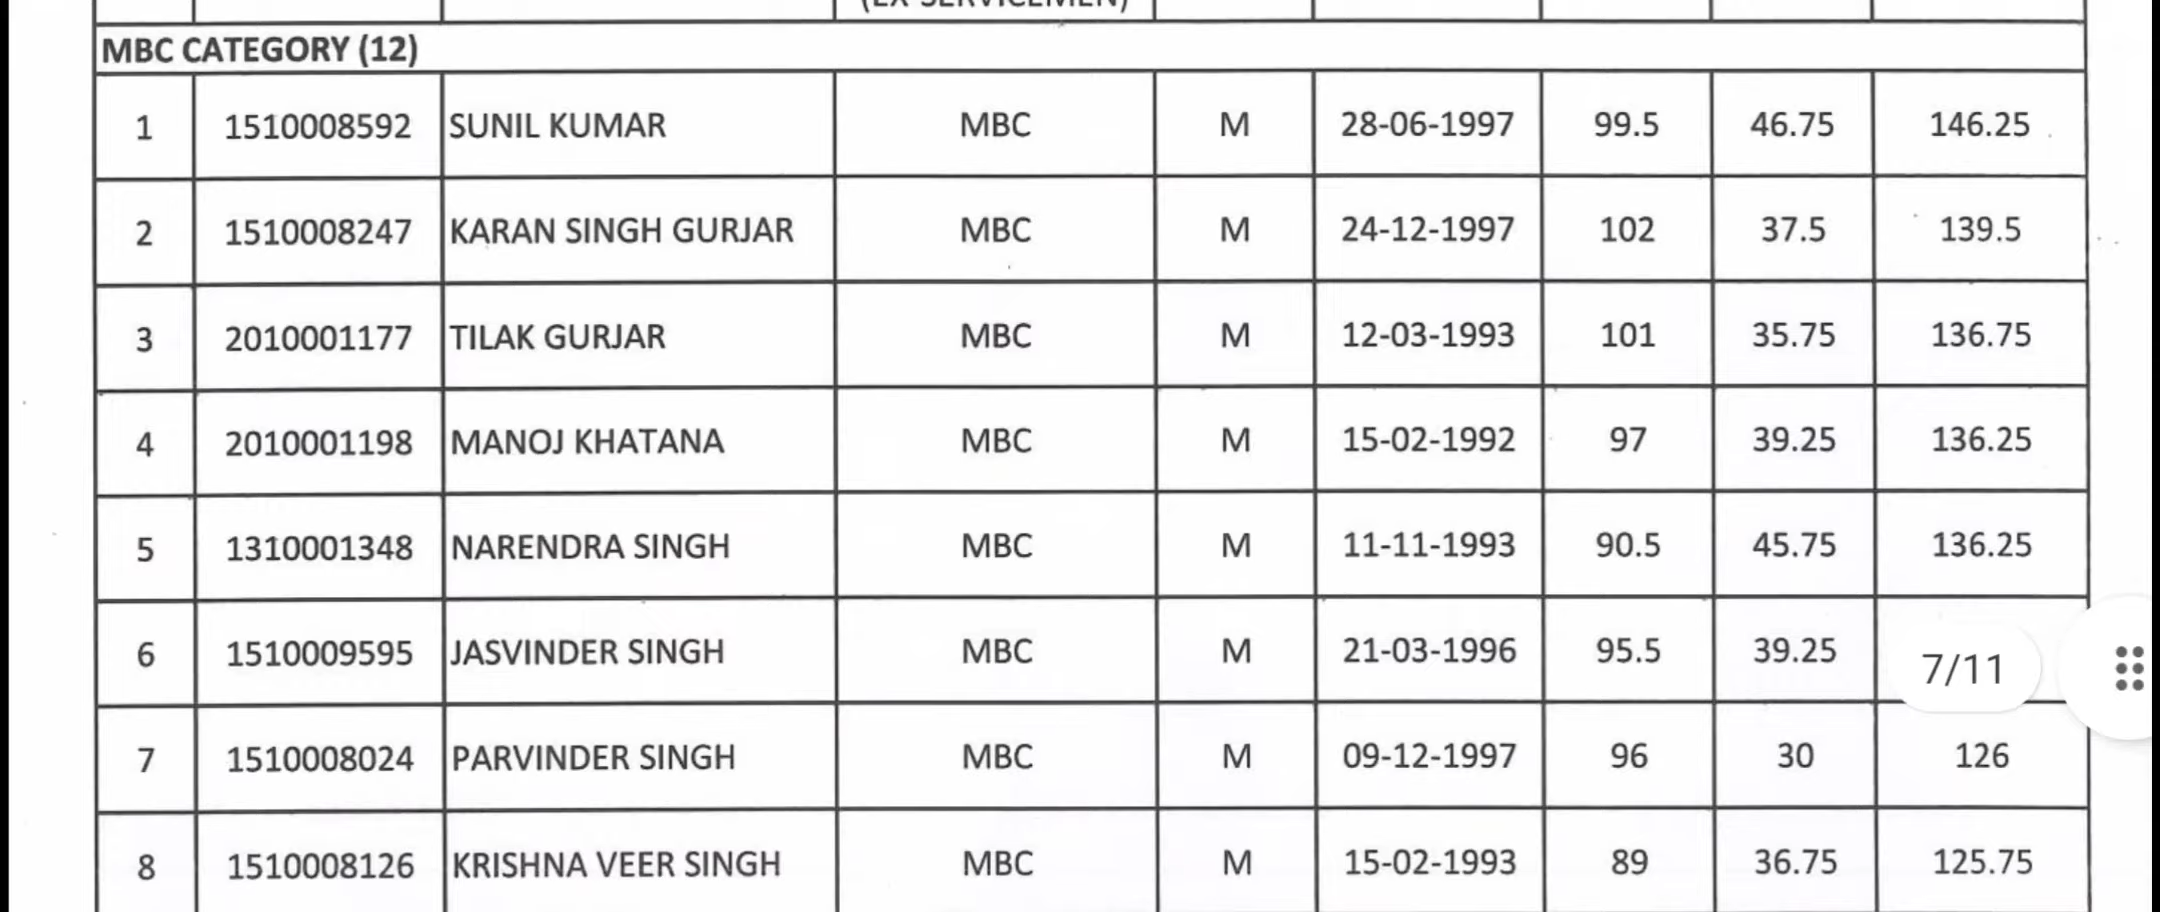 (EX-SERVICEMEN)
MBC CATEGORY (12)
1 1510008592 SUNIL KUMAR MBC M 28-06-1997 99.5 46.75 146.25
2 1510008247 KARAN SINGH GURJAR MBC M 24-12-1997 102 37.5 139.5
3 2010001177 TILAK GURJAR MBC M 12-03-1993 101 35.75 136.75
4 2010001198 MANOJ KHATANA MBC M 15-02-1992 97 39.25 136.25
5 1310001348 NARENDRA SINGH MBC M 11-11-1993 90.5 45.75 136.25
6 1510009595 JASVINDER SINGH MBC M 21-03-1996 95.5 39.25
7/11
7 1510008024 PARVINDER SINGH MBC M 09-12-1997 96 30 126
8 1510008126 KRISHNA VEER SINGH MBC M 15-02-1993 89 36.75 125.75